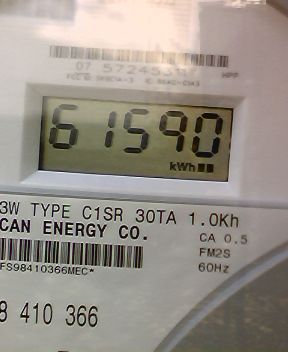 61590
kWh
3W TYPE C1SR 30TA 1.0Kh
CAN ENERGY CO.
CA 0.5
FM2S
60Hz
FS98410366MEC*
8 410 366